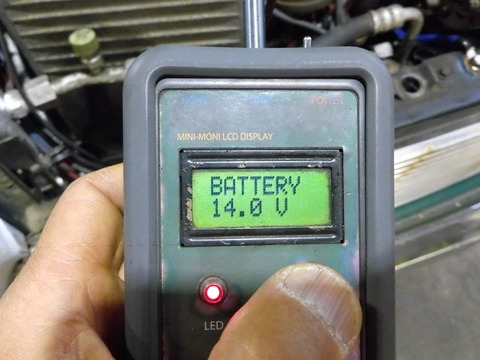 POWER
MINI-MONI LCD DISPLAY
BATTERY
14.0 V
LED